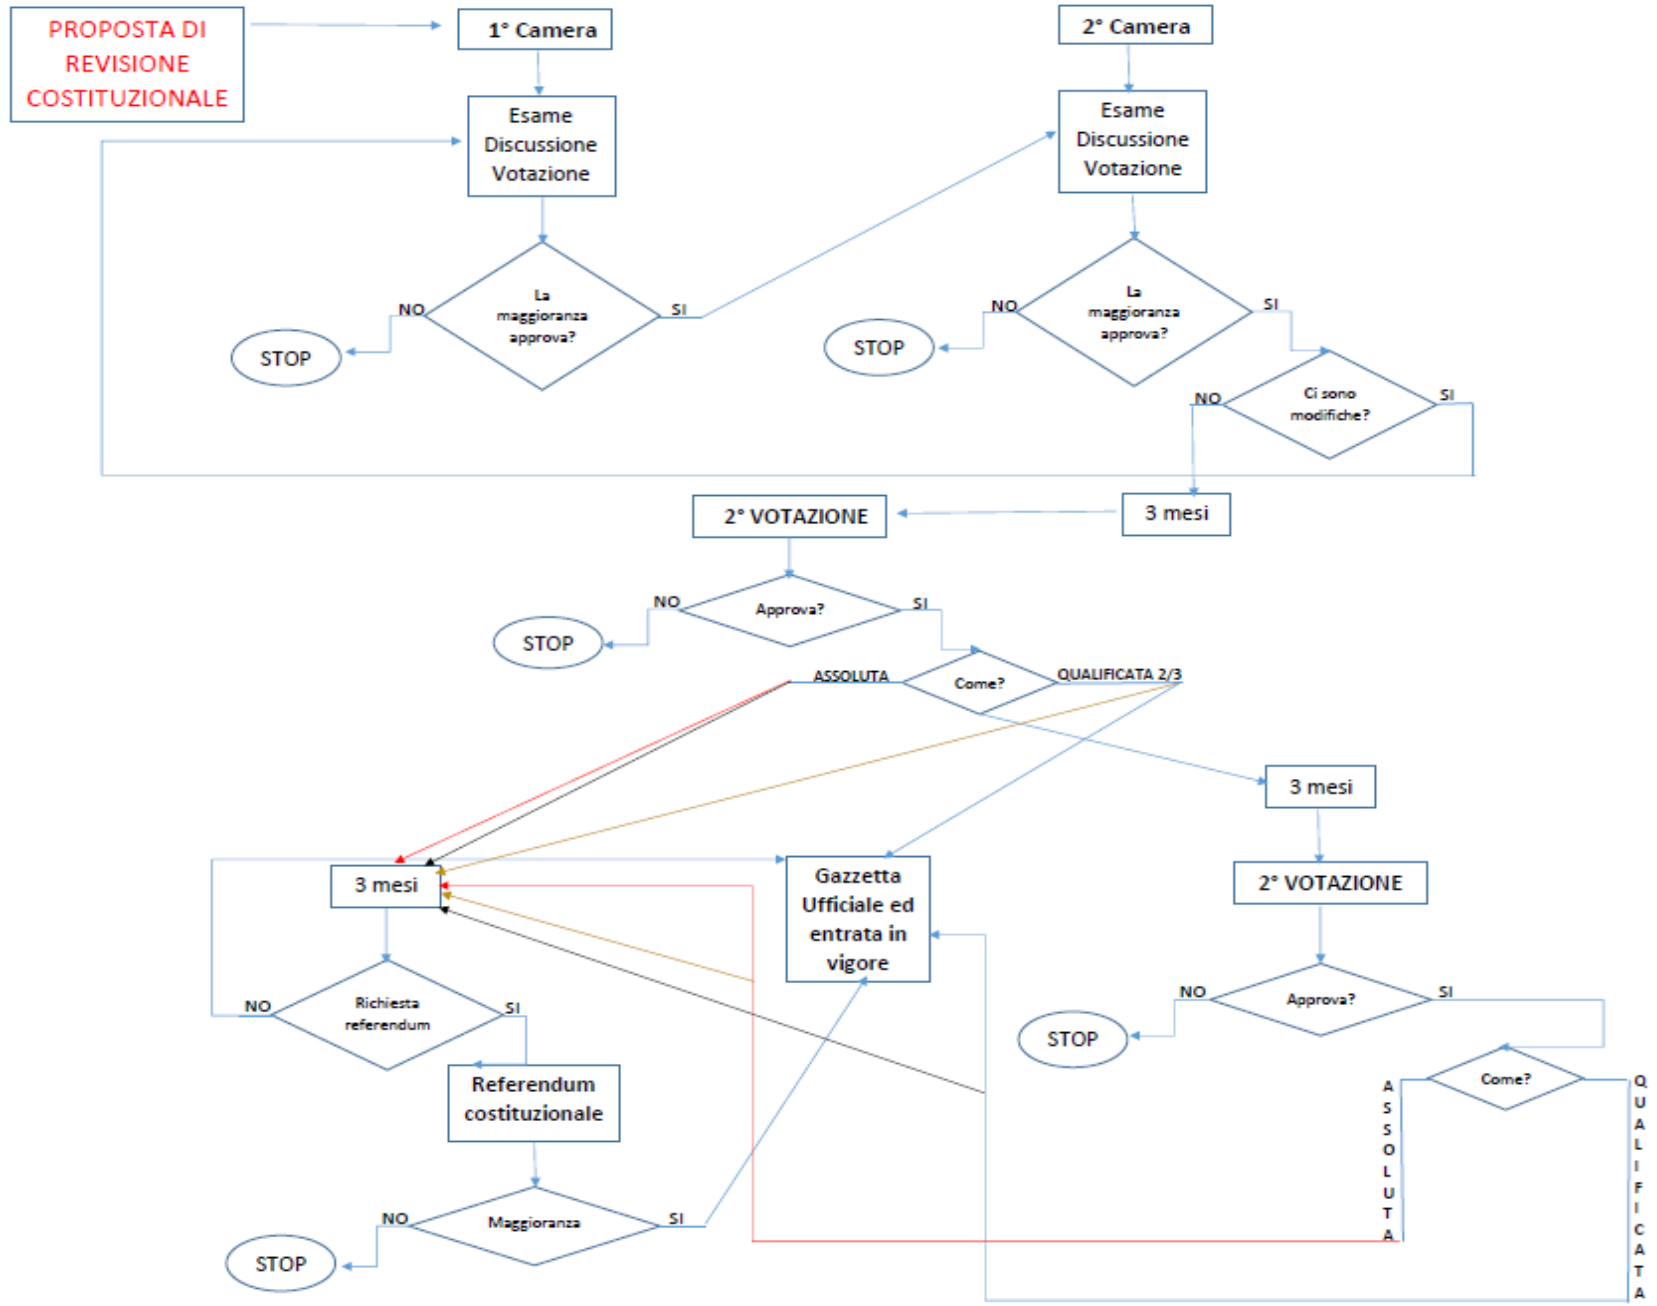 PROPOSTA DI
REVISIONE
COSTITUZIONALE
1° Camera
2° Camera
Esame
Discussione
Votazione
Esame
Discussione
Votazione
La
maggioranza
approva?
NO
SI
STOP
La
maggioranza
approva?
NO
SI
STOP
Ci sono
modifiche?
NO
SI
3 mesi
2° VOTAZIONE
Approva?
NO
SI
STOP
Come?
ASSOLUTA
QUALIFICATA 2/3
3 mesi
2° VOTAZIONE
3 mesi
Gazzetta
Ufficiale ed
entrata in
vigore
Richiesta
referendum
NO
SI
Approva?
NO
SI
STOP
Come?
ASSOLUTA
QUALIFICATA
Referendum
costituzionale
Maggioranza
NO
SI
STOP